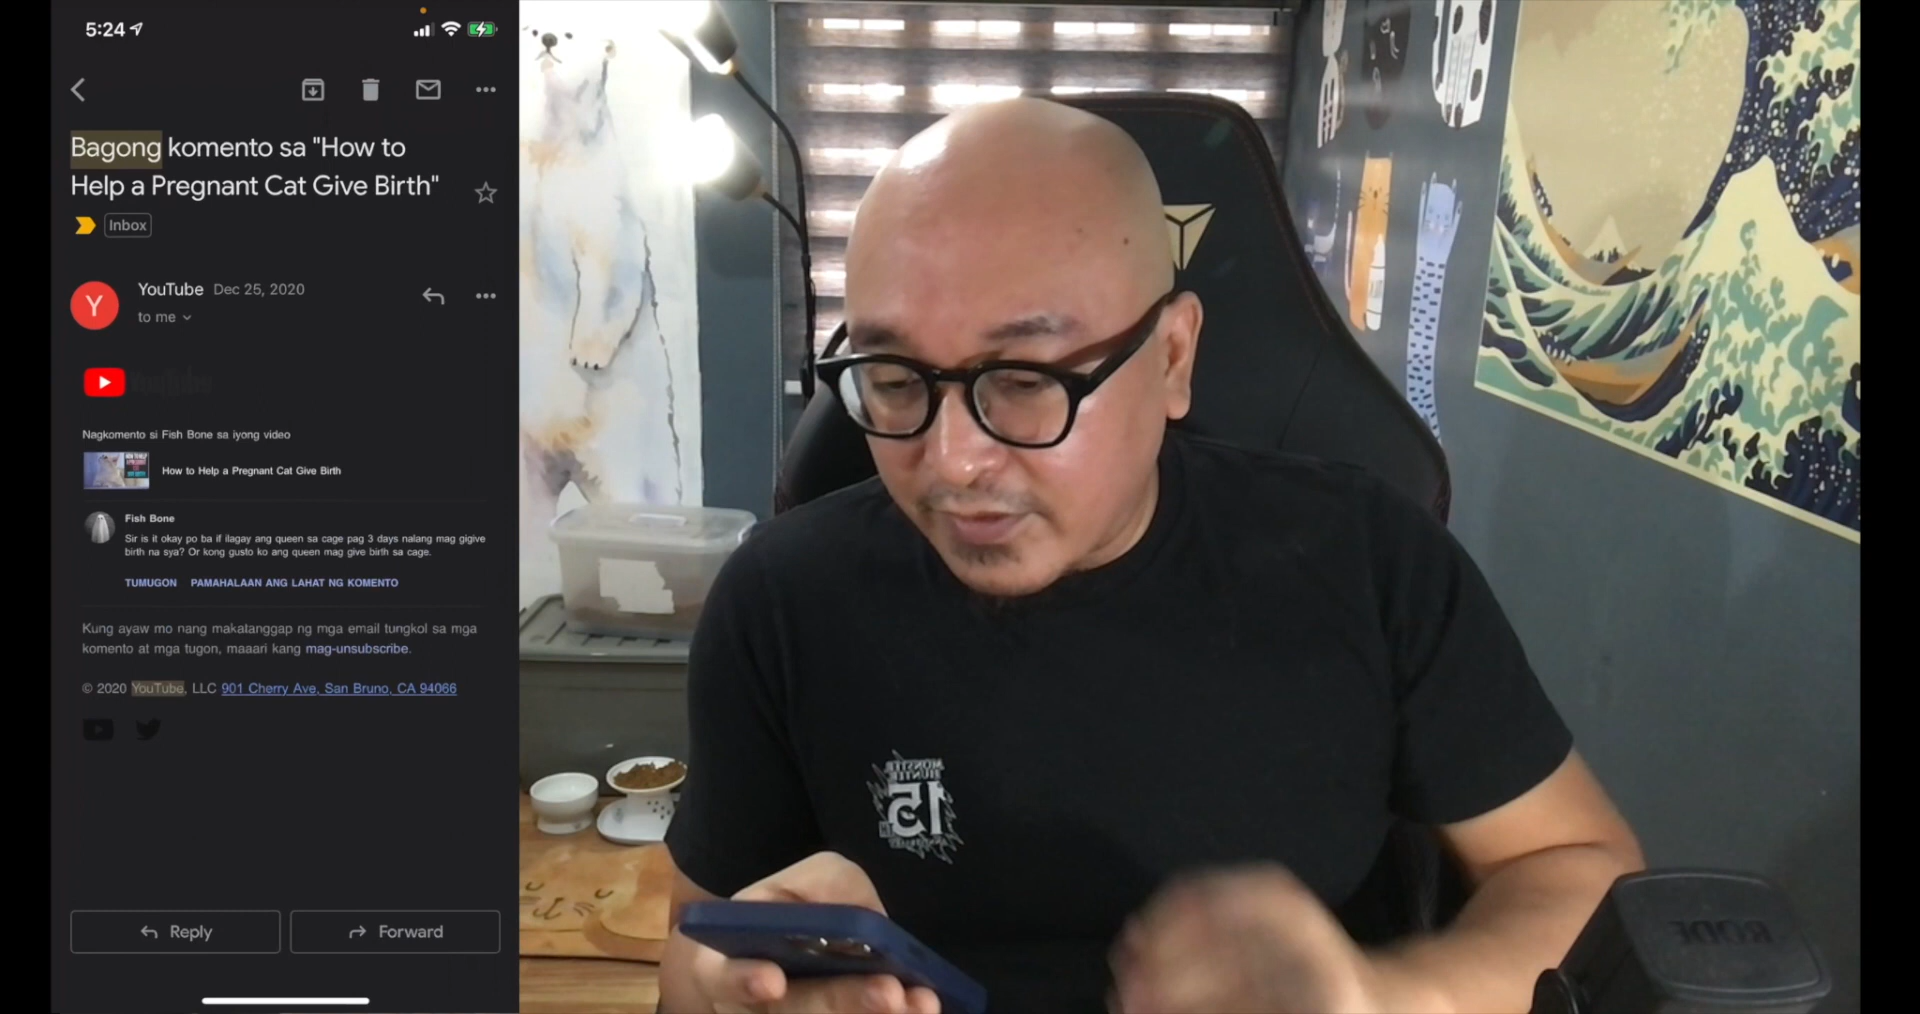 5:24
Bagong komento sa "How to
Help a Pregnant Cat Give Birth"
Inbox
Y
YouTube Dec 25, 2020
to me
YouTube
Nagkomento si Fish Bone sa iyong video
How to Help a Pregnant Cat Give Birth
Fish Bone
Sir is it okay po ba if ilagay ang queen sa cage pag 3 days nalang mag gigive
birth na sya? Or kong gusto ko ang queen mag give birth sa cage.
TUMUGON PAMAHALAAN ANG LAHAT NG KOMENTO
Kung ayaw mo nang makatanggap ng mga email tungkol sa mga
komento at mga tugon, maaari kang mag-unsubscribe.
© 2020 YouTube, LLC 901 Cherry Ave, San Bruno, CA 94066
Reply
Forward
MONSTER
HUNTER
15
RODE